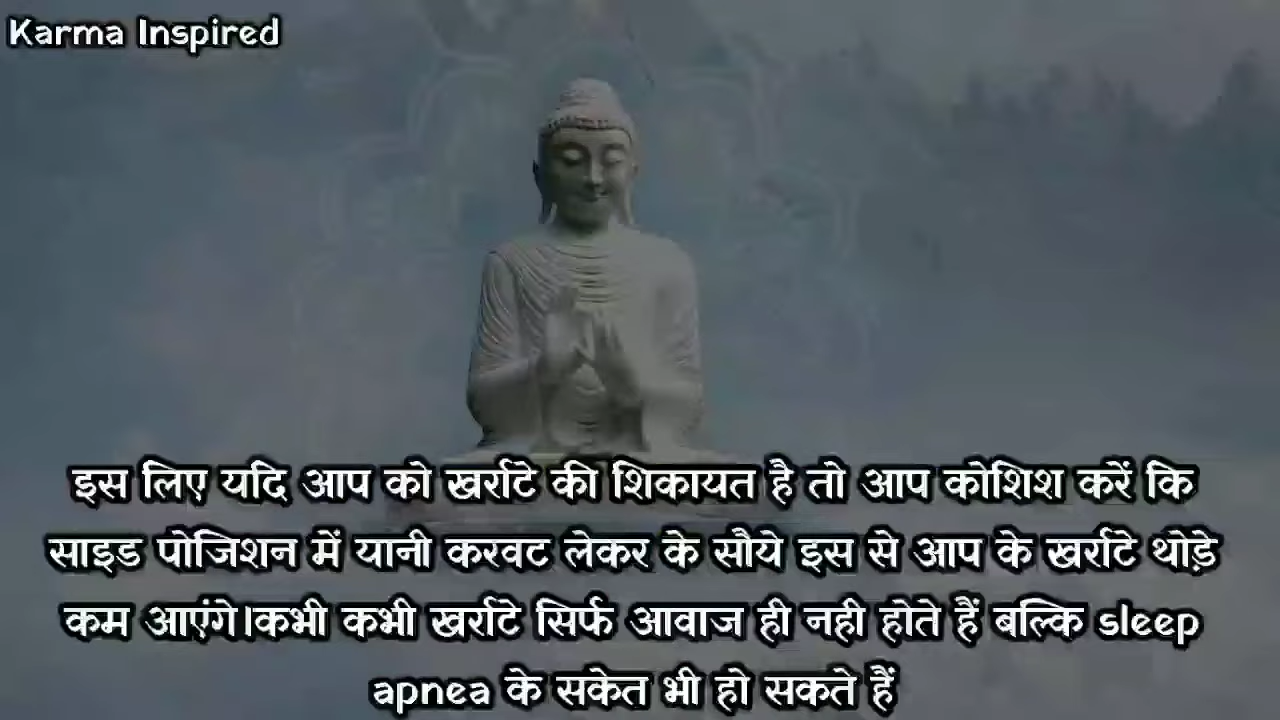 Karma Inspired
इस लिए यदि आप को खर्राटे की शिकायत है तो आप कोशिश करें कि
साइड पोजिशन में यानी करवट लेकर के सौये इस से आप के खर्राटे थोड़े
कम आएंगे।कभी कभी खर्राटे सिर्फ आवाज ही नही होते हैं बल्कि sleep
apnea के सकेत भी हो सकते हैं